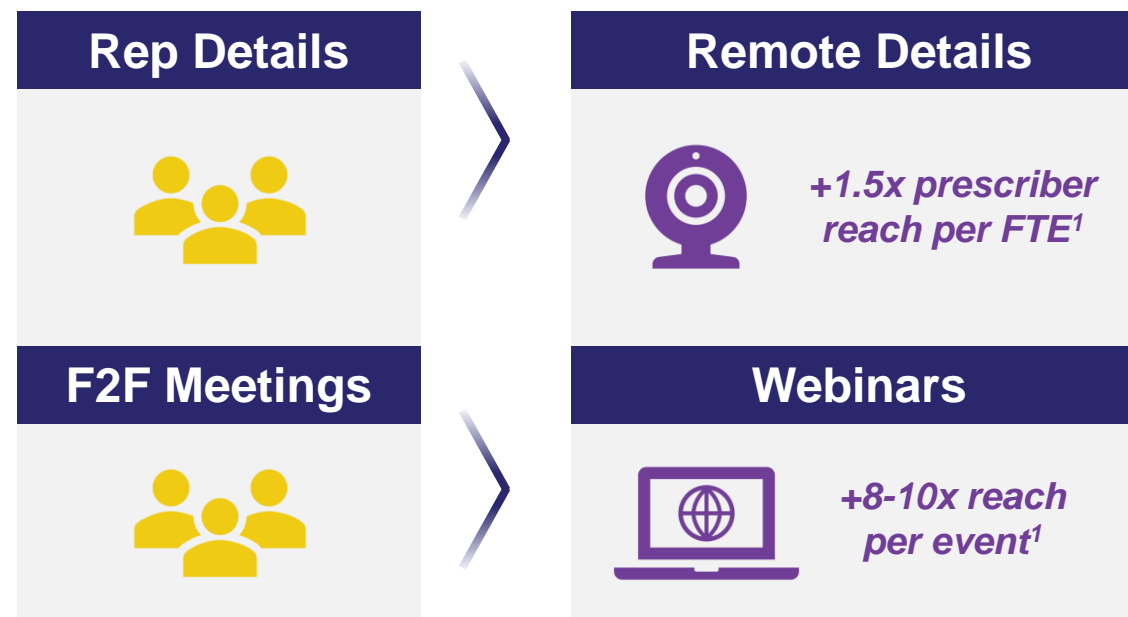 Rep Details
Remote Details
+1.5x prescriber
reach per FTE¹
F2F Meetings
Webinars
+8-10x reach
per event¹